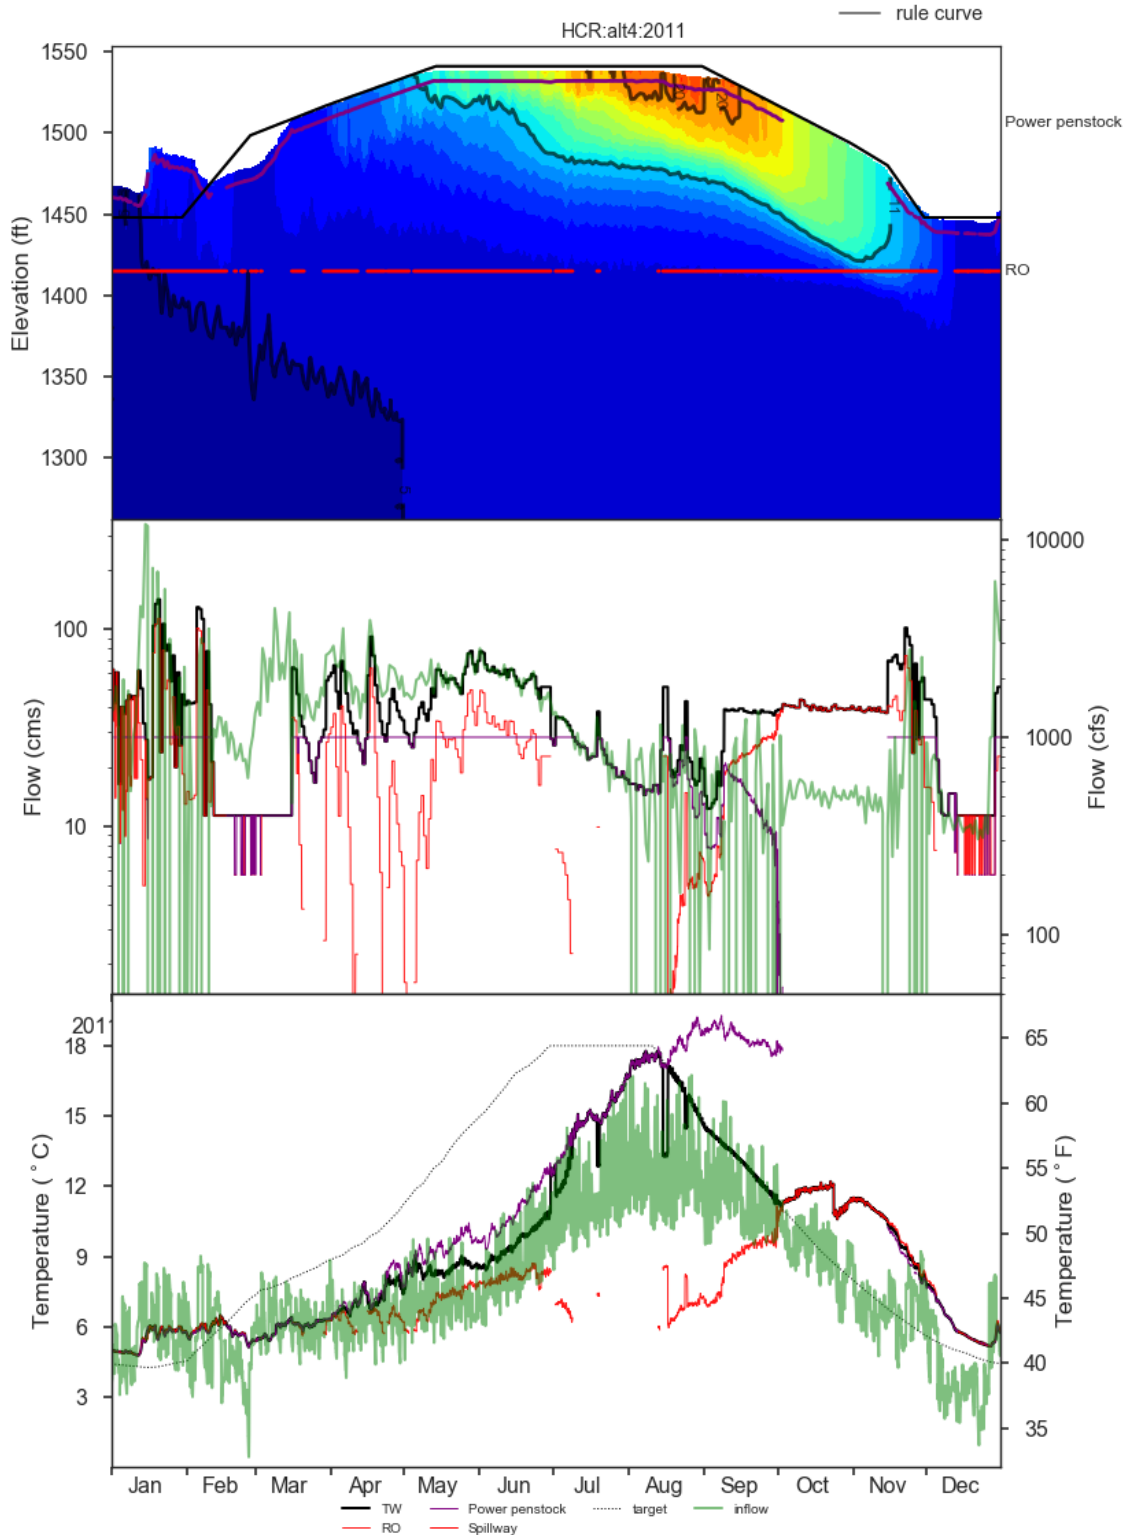 rule curve
HCR:alt4:2011
1550
1500
1450
1400
1350
1300
Elevation (ft)
Power penstock
RO
100
10
Flow (cms)
10000
1000
100
Flow (cfs)
201
18
15
12
9
6
3
Temperature (°C)
65
60
55
50
45
40
35
Temperature (°F)
Jan Feb Mar Apr May Jun Jul Aug Sep Oct Nov Dec
TW Power penstock target inflow
RO Spillway